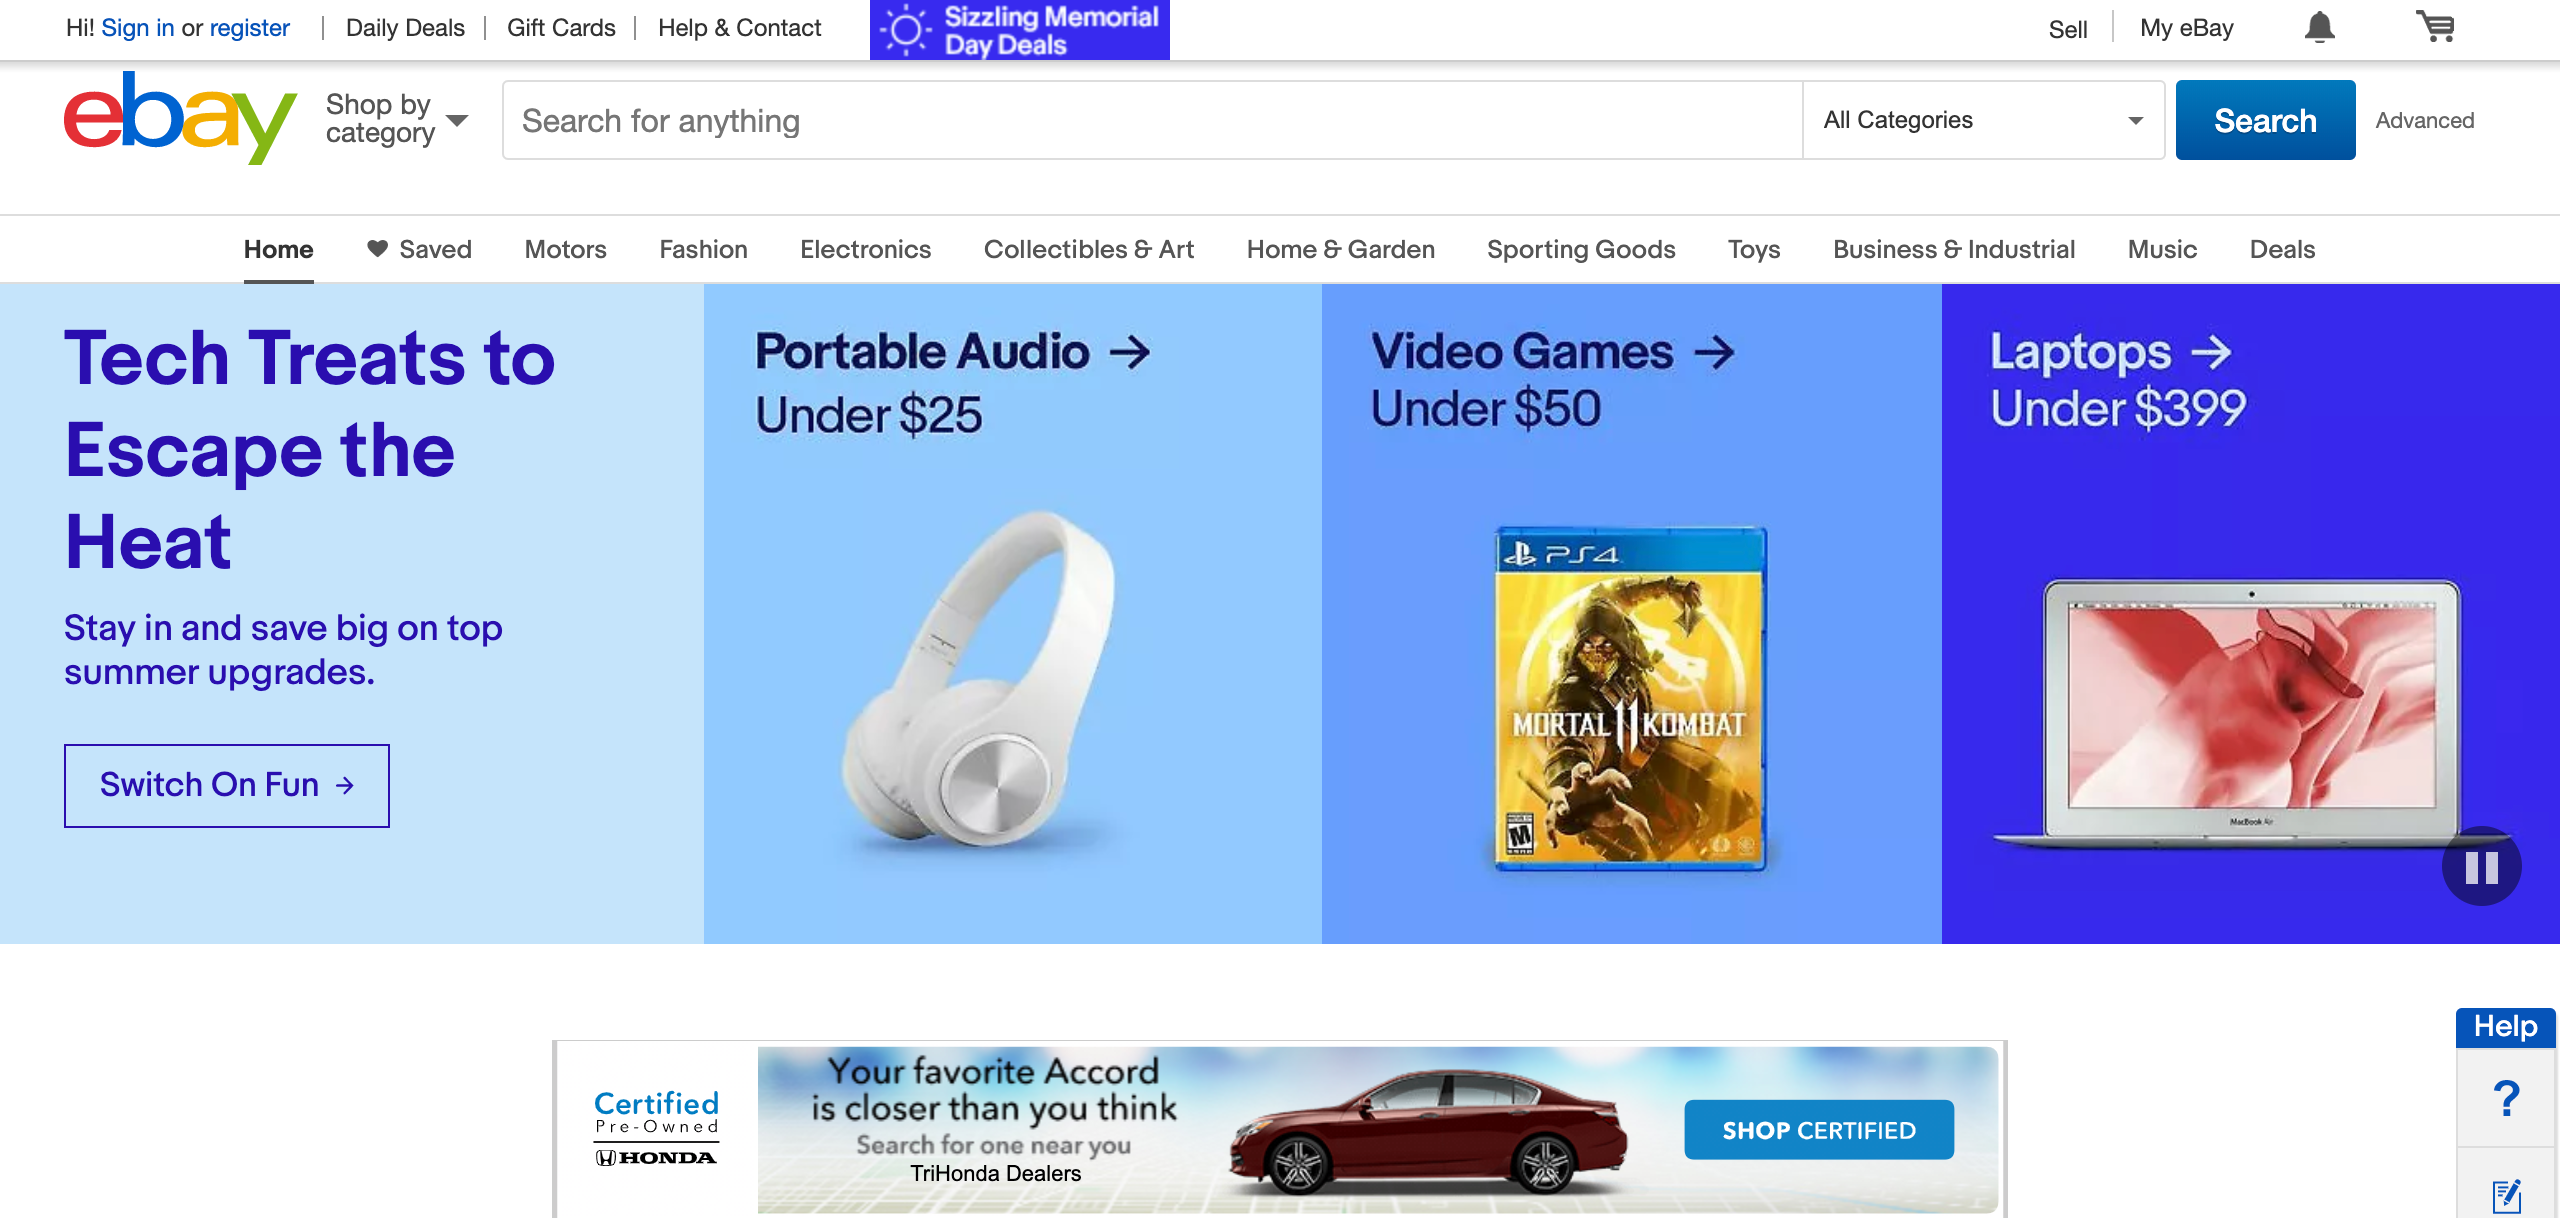 Hi! Sign in or register
Daily Deals
Gift Cards
Help & Contact
Sizzling Memorial
Day Deals
Sell
My eBay
ebay
Shop by
category
Search for anything
All Categories
Search
Advanced
Home
Saved
Motors
Fashion
Electronics
Collectibles & Art
Home & Garden
Sporting Goods
Toys
Business & Industrial
Music
Deals
Tech Treats to
Escape the
Heat
Stay in and save big on top
summer upgrades.
Switch On Fun →
Portable Audio →
Under $25
Video Games →
Under $50
PS4
MORTAL 11 KOMBAT
M
Laptops →
Under $399
MacBook Air
Certified
Pre-Owned
HONDA
Your favorite Accord
is closer than you think
Search for one near you
TriHonda Dealers
SHOP CERTIFIED
Help
?